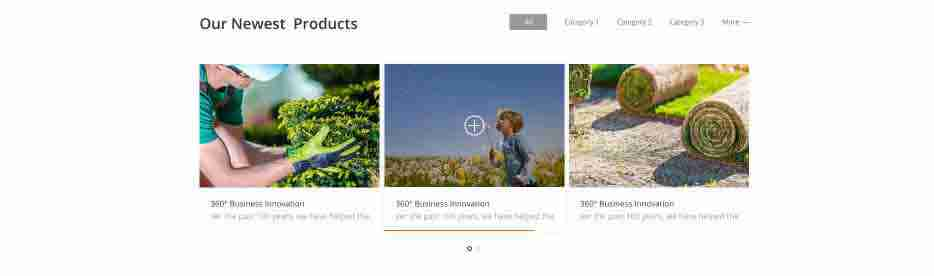 Our Newest Products
All Category 1 Category 2 Category 3 More
360° Business Innovation
ver the past 100 years, we have helped the
360° Business Innovation
ver the past 100 years, we have helped the
360° Business Innovation
ver the past 100 years, we have helped the